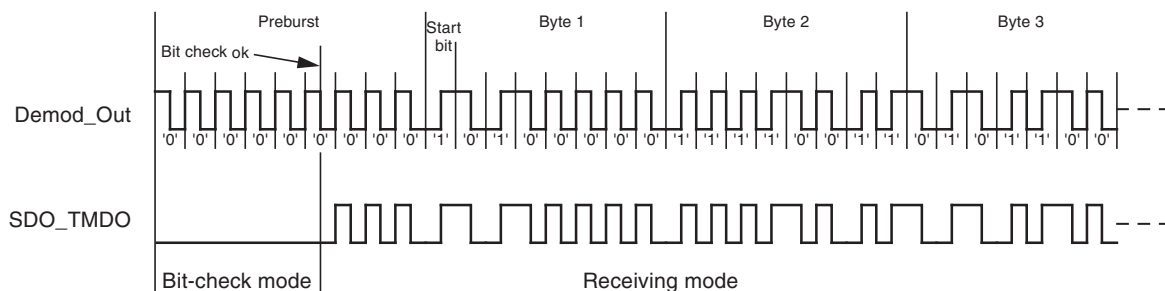 Preburst
Start bit
Byte 1
Byte 2
Byte 3
Bit check ok
Demod_Out
'0' '0' '0' '0' '0' '0' '0' '0' '0' '1' '0' '1' '0' '0' '0' '0' '0' '1' '1' '1' '1' '0' '0' '1' '1' '0' '1' '0' '1' '1' '0' '0'
SDO_TMDO
Bit-check mode
Receiving mode